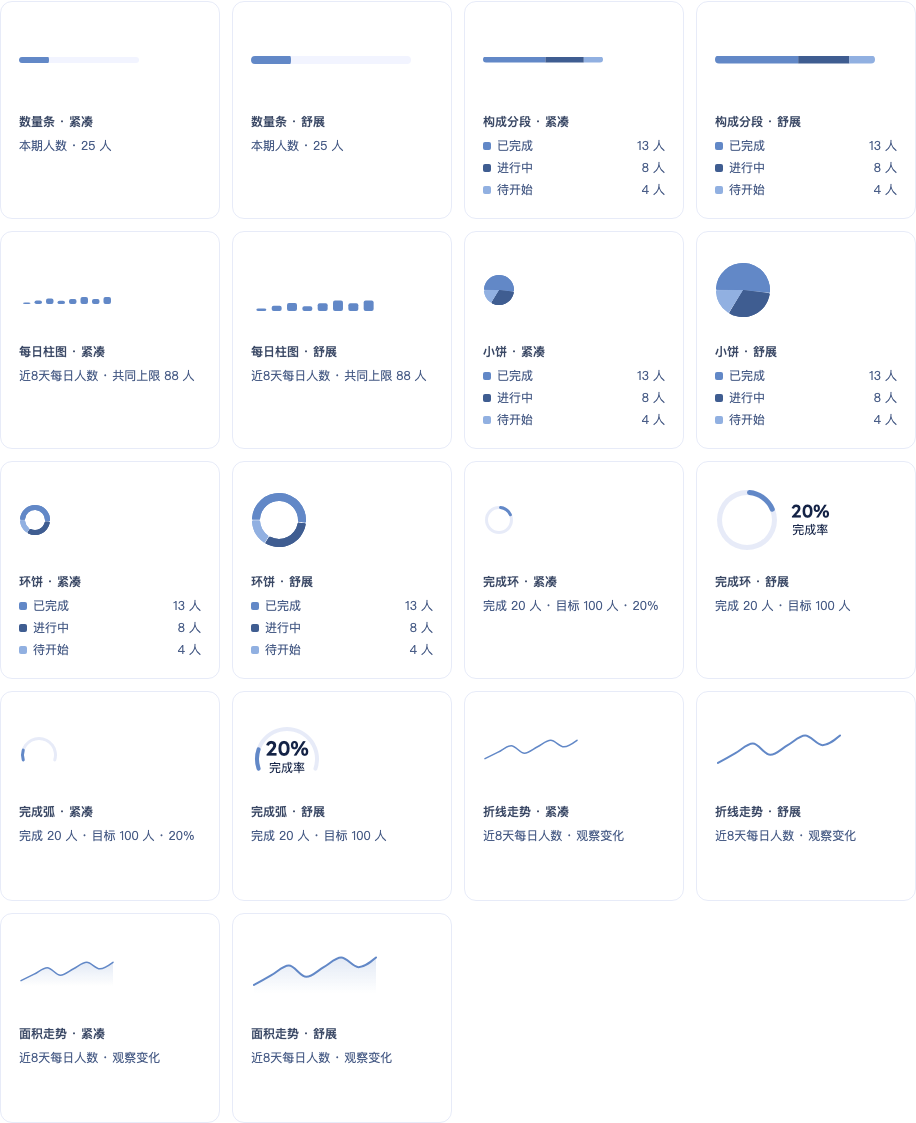 数量条 · 紧凑
本期人数 · 25 人
数量条 · 舒展
本期人数 · 25 人
构成分段 · 紧凑
已完成 13 人
进行中 8 人
待开始 4 人
构成分段 · 舒展
已完成 13 人
进行中 8 人
待开始 4 人
每日柱图 · 紧凑
近8天每日人数 · 共同上限 88 人
每日柱图 · 舒展
近8天每日人数 · 共同上限 88 人
小饼 · 紧凑
已完成 13 人
进行中 8 人
待开始 4 人
小饼 · 舒展
已完成 13 人
进行中 8 人
待开始 4 人
环饼 · 紧凑
已完成 13 人
进行中 8 人
待开始 4 人
环饼 · 舒展
已完成 13 人
进行中 8 人
待开始 4 人
完成环 · 紧凑
完成 20 人 · 目标 100 人 · 20%
20%
完成率
完成环 · 舒展
完成 20 人 · 目标 100 人
完成弧 · 紧凑
完成 20 人 · 目标 100 人 · 20%
20%
完成率
完成弧 · 舒展
完成 20 人 · 目标 100 人
折线走势 · 紧凑
近8天每日人数 · 观察变化
折线走势 · 舒展
近8天每日人数 · 观察变化
面积走势 · 紧凑
近8天每日人数 · 观察变化
面积走势 · 舒展
近8天每日人数 · 观察变化